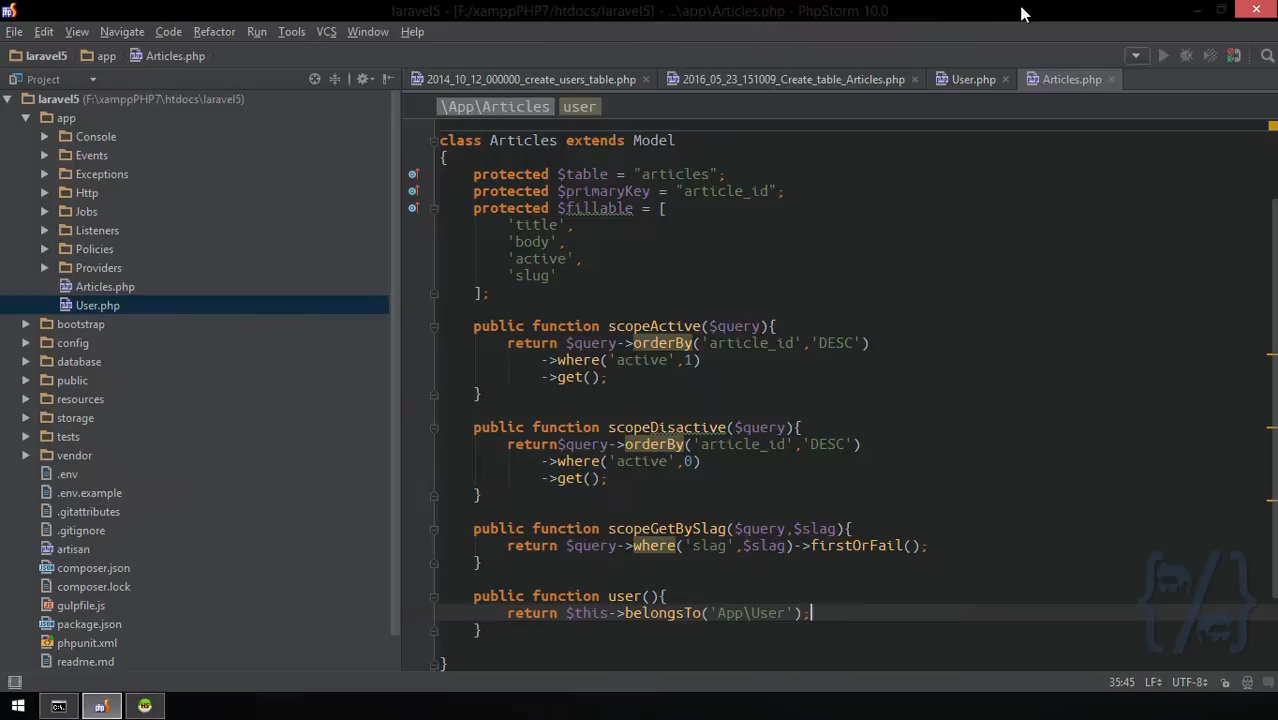 laravel5 - [F:/xamppPHP7/htdocs/laravel5] - ...\app\Articles.php - PhpStorm 10.0
File Edit View Navigate Code Refactor Run Tools VCS Window Help
laravel5 app Articles.php
Project
2014_10_12_000000_create_users_table.php 2016_05_23_151009_Create_table_Articles.php User.php Articles.php
laravel5 (F:\xamppPHP7\htdocs\laravel5)
app
Console
Events
Exceptions
Http
Jobs
Listeners
Policies
Providers
Articles.php
User.php
bootstrap
config
database
public
resources
storage
tests
vendor
.env
.env.example
.gitattributes
.gitignore
artisan
composer.json
composer.lock
gulpfile.js
package.json
phpunit.xml
readme.md
\App\Articles user
class Articles extends Model
{
protected $table = "articles";
protected $primaryKey = "article_id";
protected $fillable = [
'title',
'body',
'active',
'slug'
];
public function scopeActive($query){
return $query->orderBy('article_id','DESC')
->where('active',1)
->get();
}
public function scopeDisactive($query){
return$query->orderBy('article_id','DESC')
->where('active',0)
->get();
}
public function scopeGetBySlag($query,$slag){
return $query->where('slag',$slag)->firstOrFail();
}
public function user(){
return $this->belongsTo('App\User');
}
}
{/}
35:45 LF UTF-8
HS